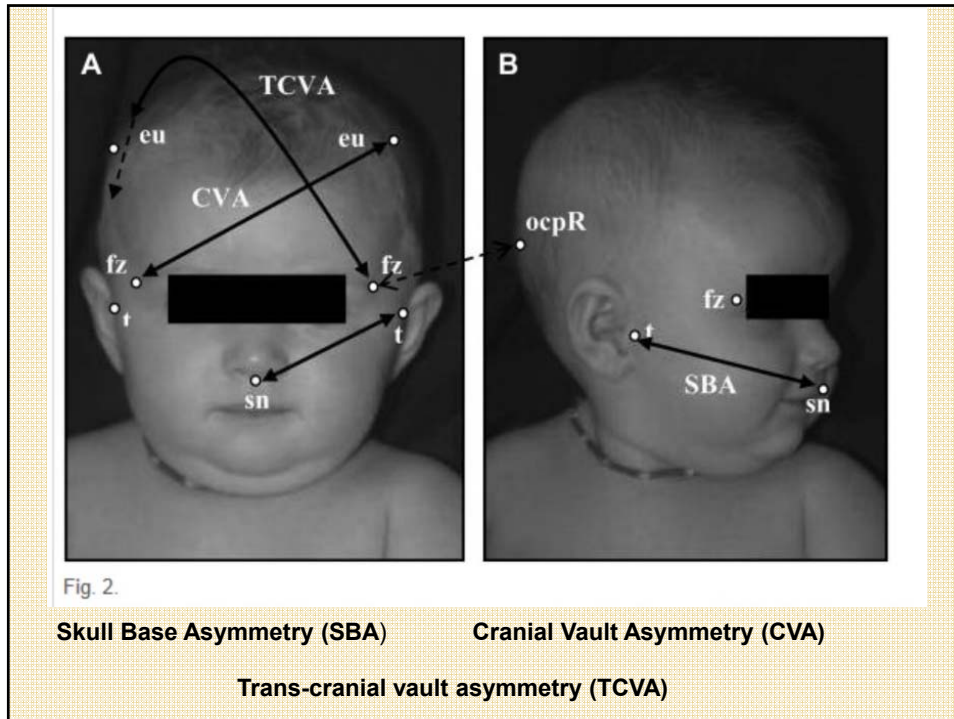 A
B
TCVA
eu
eu
CVA
ocpR
fz
fz
fz
t
t
t
SBA
sn
sn
Fig. 2.
Skull Base Asymmetry (SBA) Cranial Vault Asymmetry (CVA)
Trans-cranial vault asymmetry (TCVA)